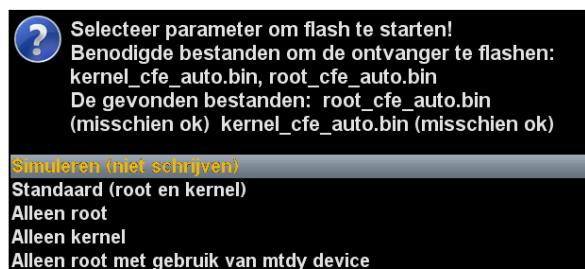 Selecteer parameter om flash te starten!
Benodigde bestanden om de ontvanger te flashen:
kernel_cfe_auto.bin, root_cfe_auto.bin
De gevonden bestanden:  root_cfe_auto.bin
(misschien ok)  kernel_cfe_auto.bin (misschien ok)
Simuleren (niet schrijven)
Standaard (root en kernel)
Alleen root
Alleen kernel
Alleen root met gebruik van mtdy device